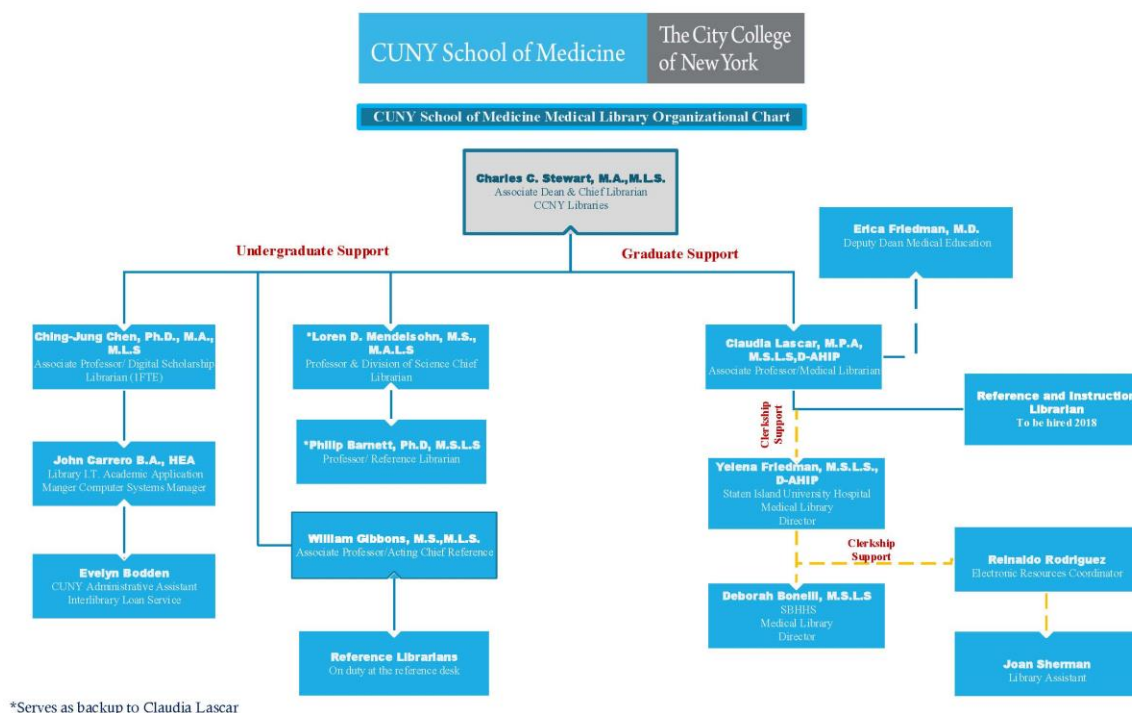 CUNY School of Medicine
The City College
of New York
CUNY School of Medicine Medical Library Organizational Chart
Charles C. Stewart, M.A.,M.L.S.
Associate Dean & Chief Librarian
CCNY Libraries
Erica Friedman, M.D.
Deputy Dean Medical Education
Undergraduate Support
Graduate Support
Ching-Jung Chen, Ph.D., M.A.,
M.L.S
Associate Professor/ Digital Scholarship
Librarian (1FTE)
*Loren D. Mendelsohn, M.S.,
M.A.L.S
Professor & Division of Science Chief
Librarian
Claudia Lascar, M.P.A,
M.S.L.S,D-AHIP
Associate Professor/Medical Librarian
Reference and Instruction
Librarian
To be hired 2018
Clerkship
Support
John Carrero B.A., HEA
Library I.T. Academic Application
Manger Computer Systems Manager
*Philip Barnett, Ph.D, M.S.L.S
Professor/ Reference Librarian
Yelena Friedman, M.S.L.S.,
D-AHIP
Staten Island University Hospital
Medical Library
Director
William Gibbons, M.S.,M.L.S.
Associate Professor/Acting Chief Reference
Clerkship
Support
Evelyn Bodden
CUNY Administrative Assistant
Interlibrary Loan Service
Reinaldo Rodriguez
Electronic Resources Coordinator
Deborah Bonelli, M.S.L.S
SBHHS
Medical Library
Director
Reference Librarians
On duty at the reference desk
Joan Sherman
Library Assistant
*Serves as backup to Claudia Lascar